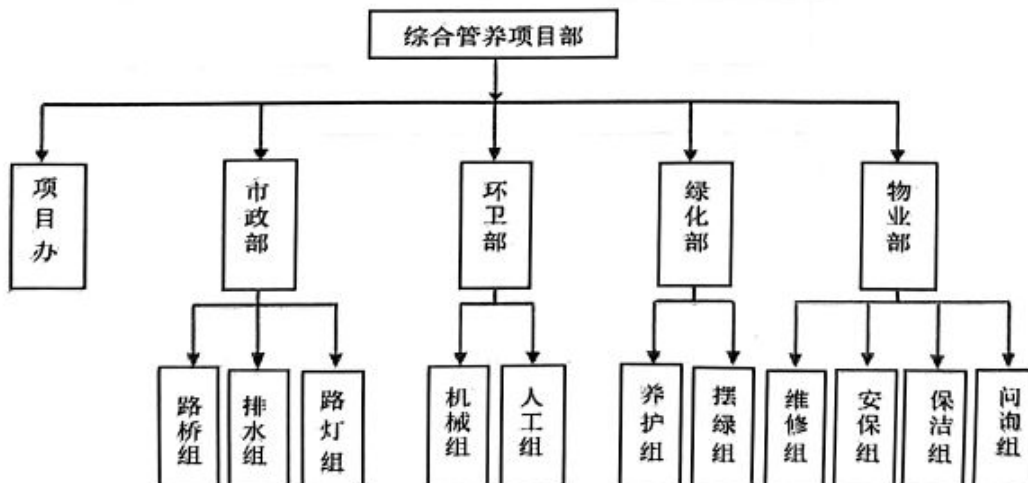 综合管养项目部
项目办
市政部
环卫部
绿化部
物业部
路桥组
排水组
路灯组
机械组
人工组
养护组
摆绿组
维修组
安保组
保洁组
问询组